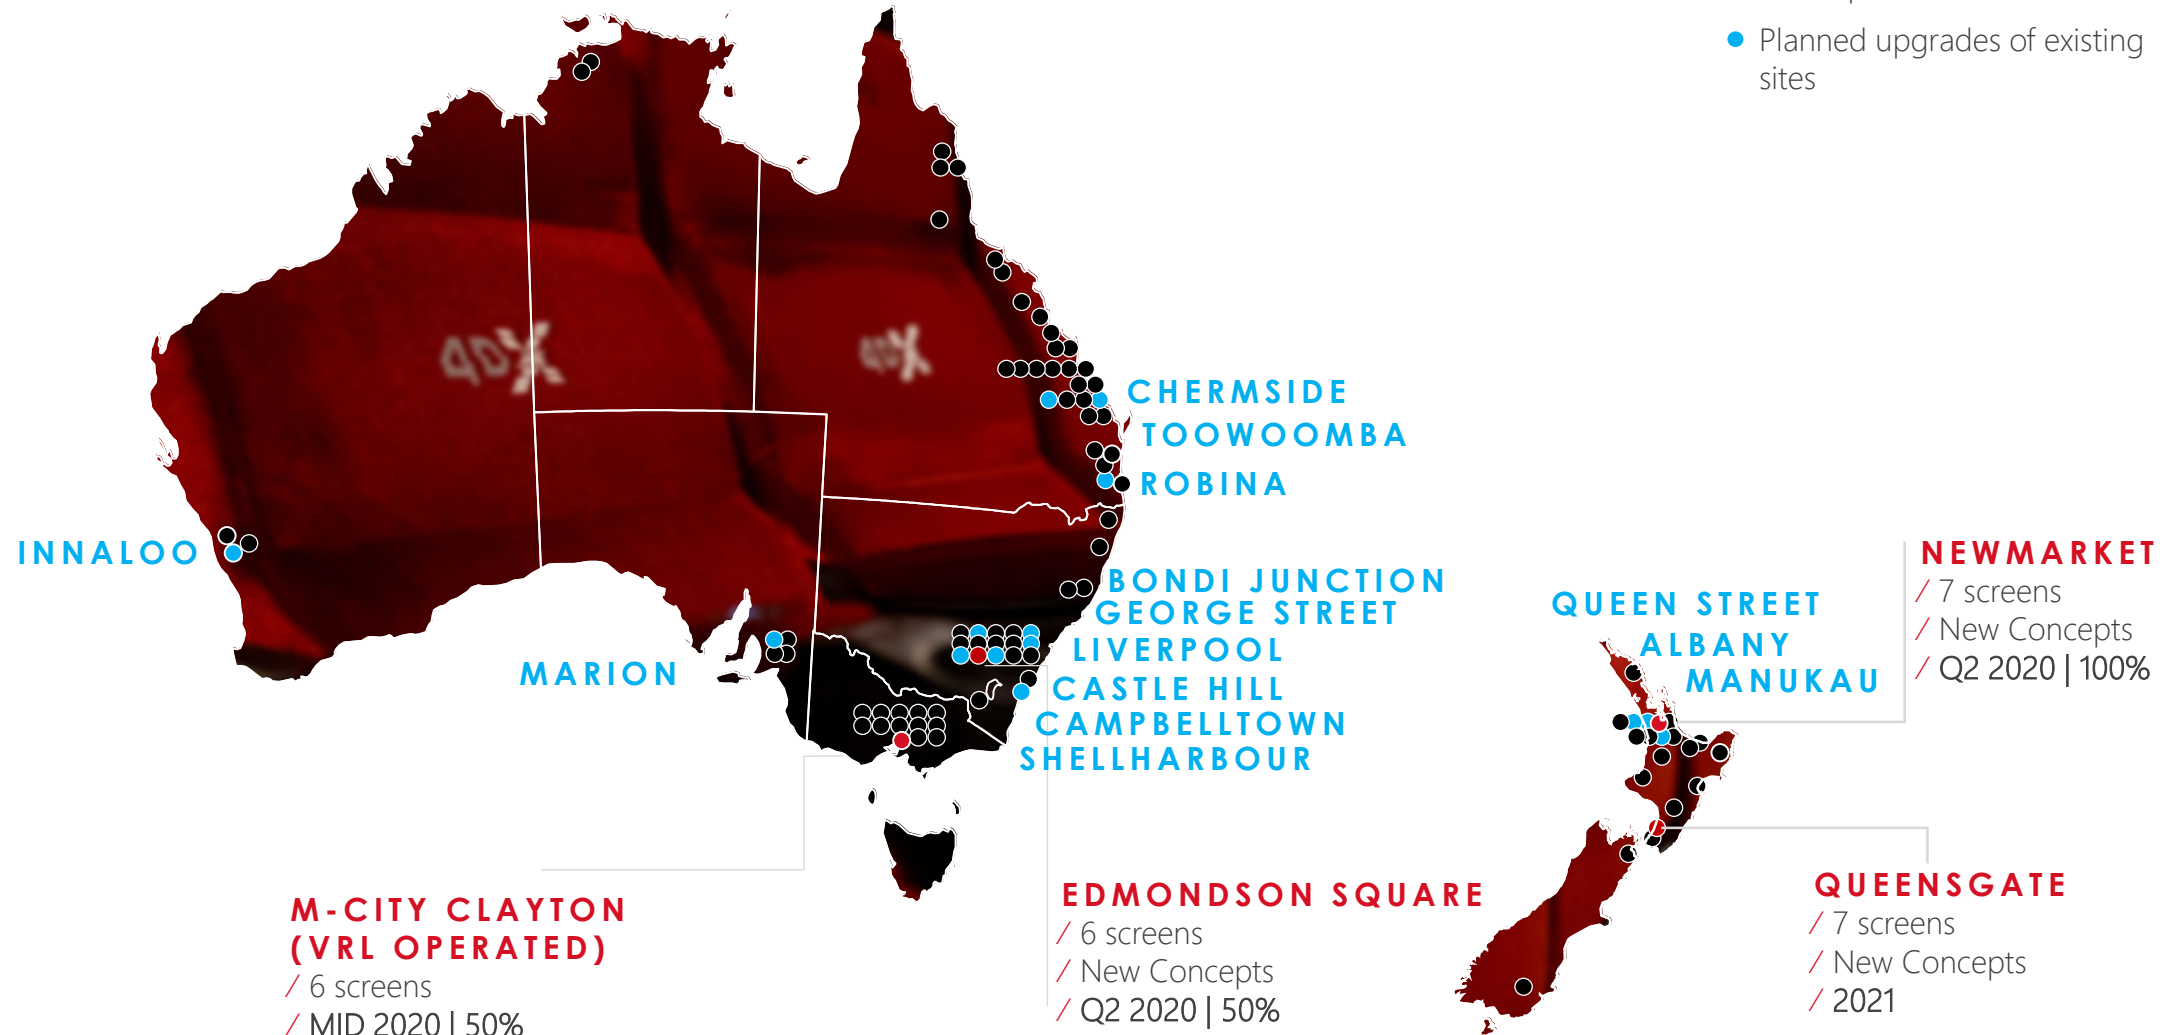 Planned upgrades of existing
sites
4DX
4DX
CHERMSIDE
TOOWOOMBA
ROBINA
INNALOO
BONDI JUNCTION
GEORGE STREET
LIVERPOOL
MARION
CASTLE HILL
CAMPBELLTOWN
SHELLHARBOUR
QUEEN STREET
ALBANY
MANUKAU
NEWMARKET
/ 7 screens
/ New Concepts
/ Q2 2020 | 100%
M-CITY CLAYTON
(VRL OPERATED)
/ 6 screens
/ MID 2020 | 50%
EDMONDSON SQUARE
/ 6 screens
/ New Concepts
/ Q2 2020 | 50%
QUEENSGATE
/ 7 screens
/ New Concepts
/ 2021